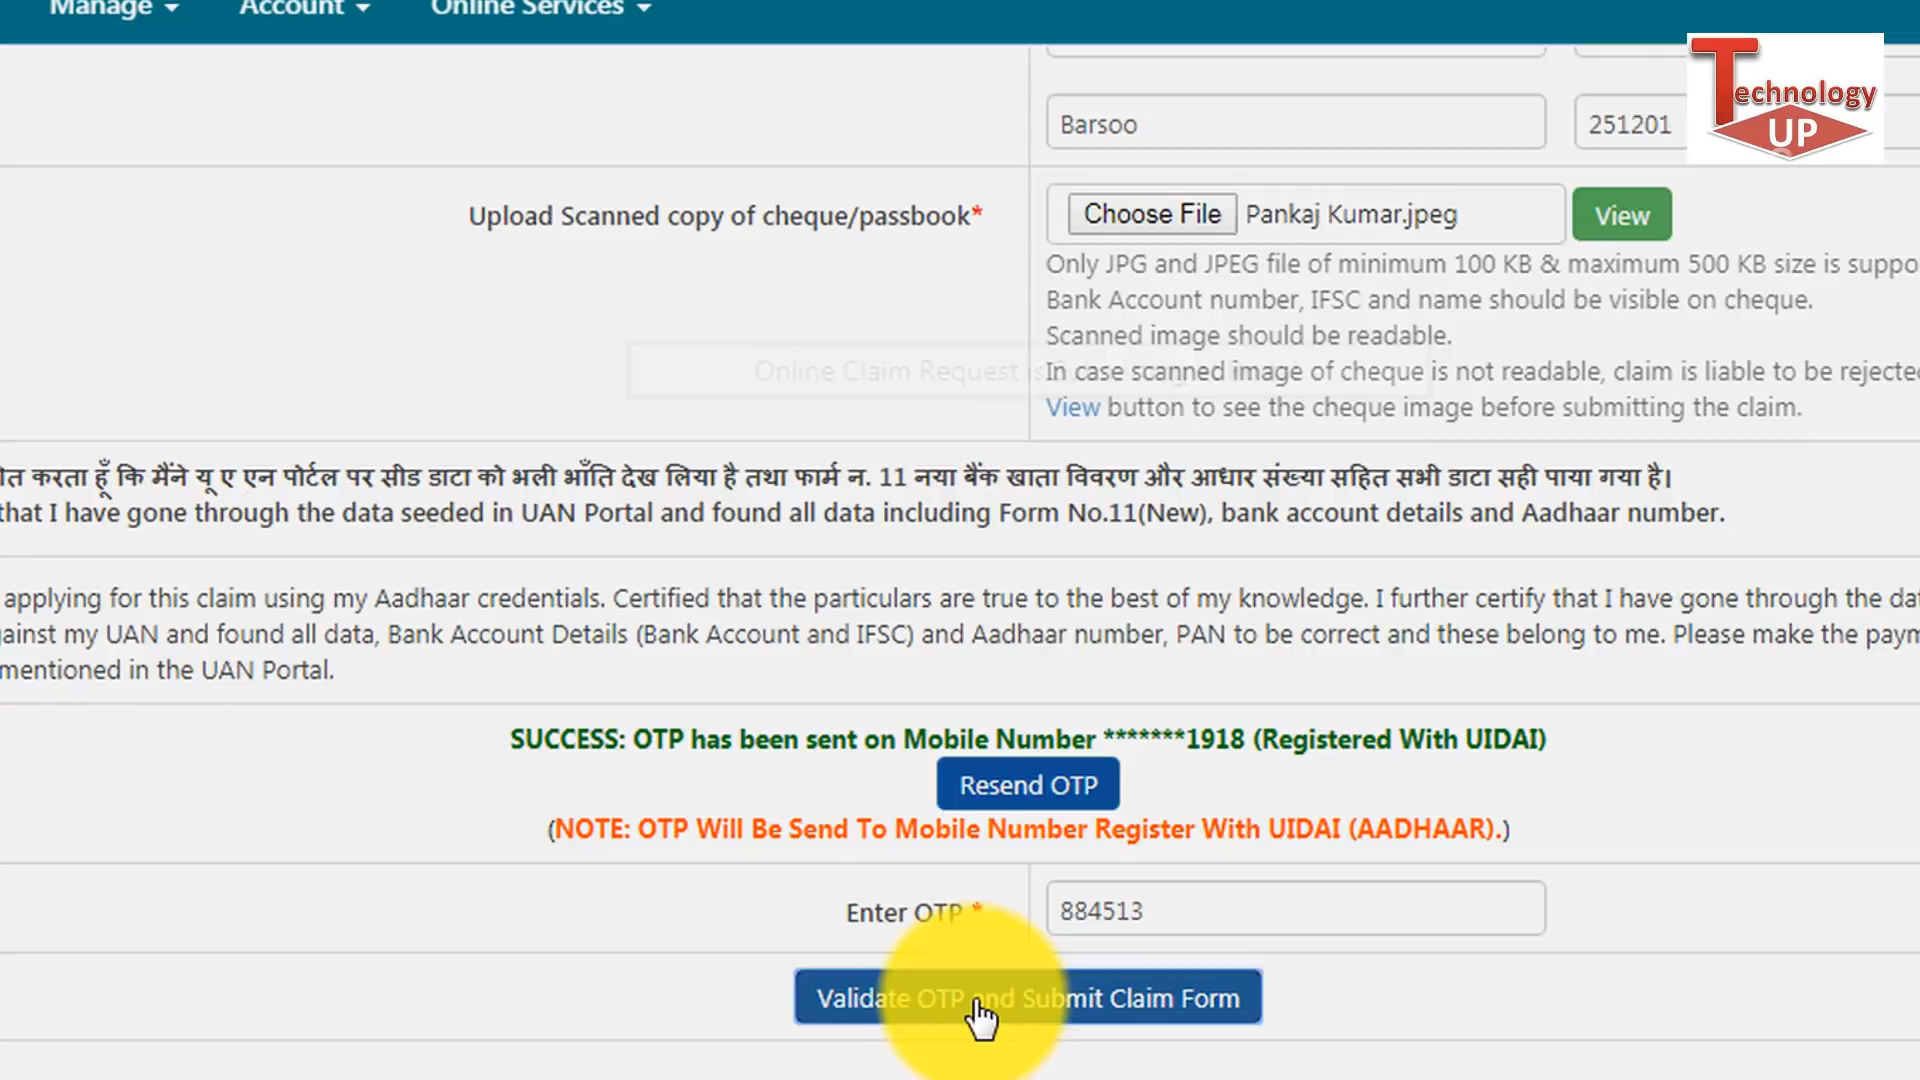 Manage Account Online Services
Technology
UP
Barsoo 251201
Upload Scanned copy of cheque/passbook* Choose File Pankaj Kumar.jpeg View
Only JPG and JPEG file of minimum 100 KB & maximum 500 KB size is suppo
Bank Account number, IFSC and name should be visible on cheque.
Scanned image should be readable.
Online Claim Request
In case scanned image of cheque is not readable, claim is liable to be rejecte
View button to see the cheque image before submitting the claim.
त करता हूँ कि मैंने यू ए एन पोर्टल पर सीड डाटा को भली भाँति देख लिया है तथा फार्म न. 11 नया बैंक खाता विवरण और आधार संख्या सहित सभी डाटा सही पाया गया है।
that I have gone through the data seeded in UAN Portal and found all data including Form No.11(New), bank account details and Aadhaar number.
applying for this claim using my Aadhaar credentials. Certified that the particulars are true to the best of my knowledge. I further certify that I have gone through the da
ainst my UAN and found all data, Bank Account Details (Bank Account and IFSC) and Aadhaar number, PAN to be correct and these belong to me. Please make the paym
mentioned in the UAN Portal.
SUCCESS: OTP has been sent on Mobile Number *******1918 (Registered With UIDAI)
Resend OTP
(NOTE: OTP Will Be Send To Mobile Number Register With UIDAI (AADHAAR).)
Enter OTP * 884513
Validate OTP and Submit Claim Form